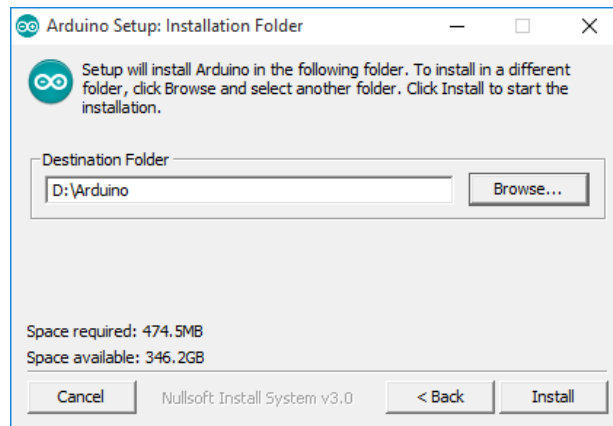 Arduino Setup: Installation Folder
Setup will install Arduino in the following folder. To install in a different
folder, click Browse and select another folder. Click Install to start the
installation.
Destination Folder
D:\Arduino
Browse...
Space required: 474.5MB
Space available: 346.2GB
Cancel
Nullsoft Install System v3.0
< Back
Install